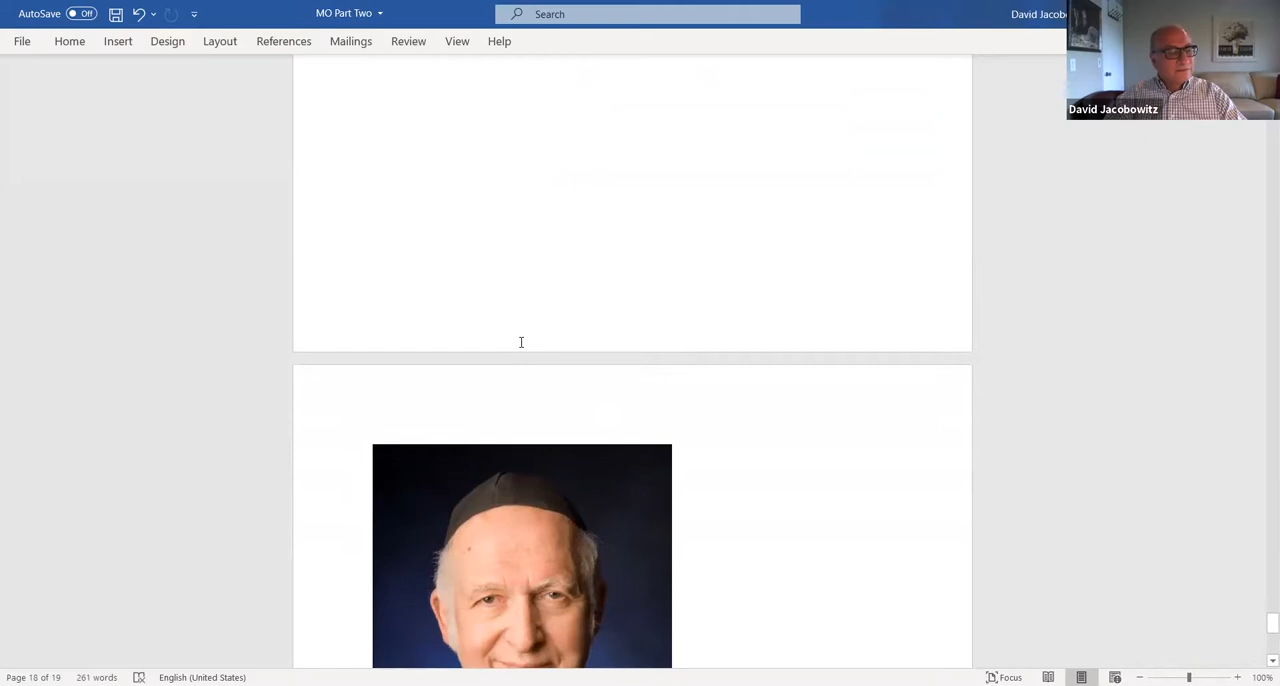 AutoSave Off MO Part Two Search David Jacob
File Home Insert Design Layout References Mailings Review View Help
David Jacobowitz
Page 18 of 19 261 words English (United States) Focus 100%